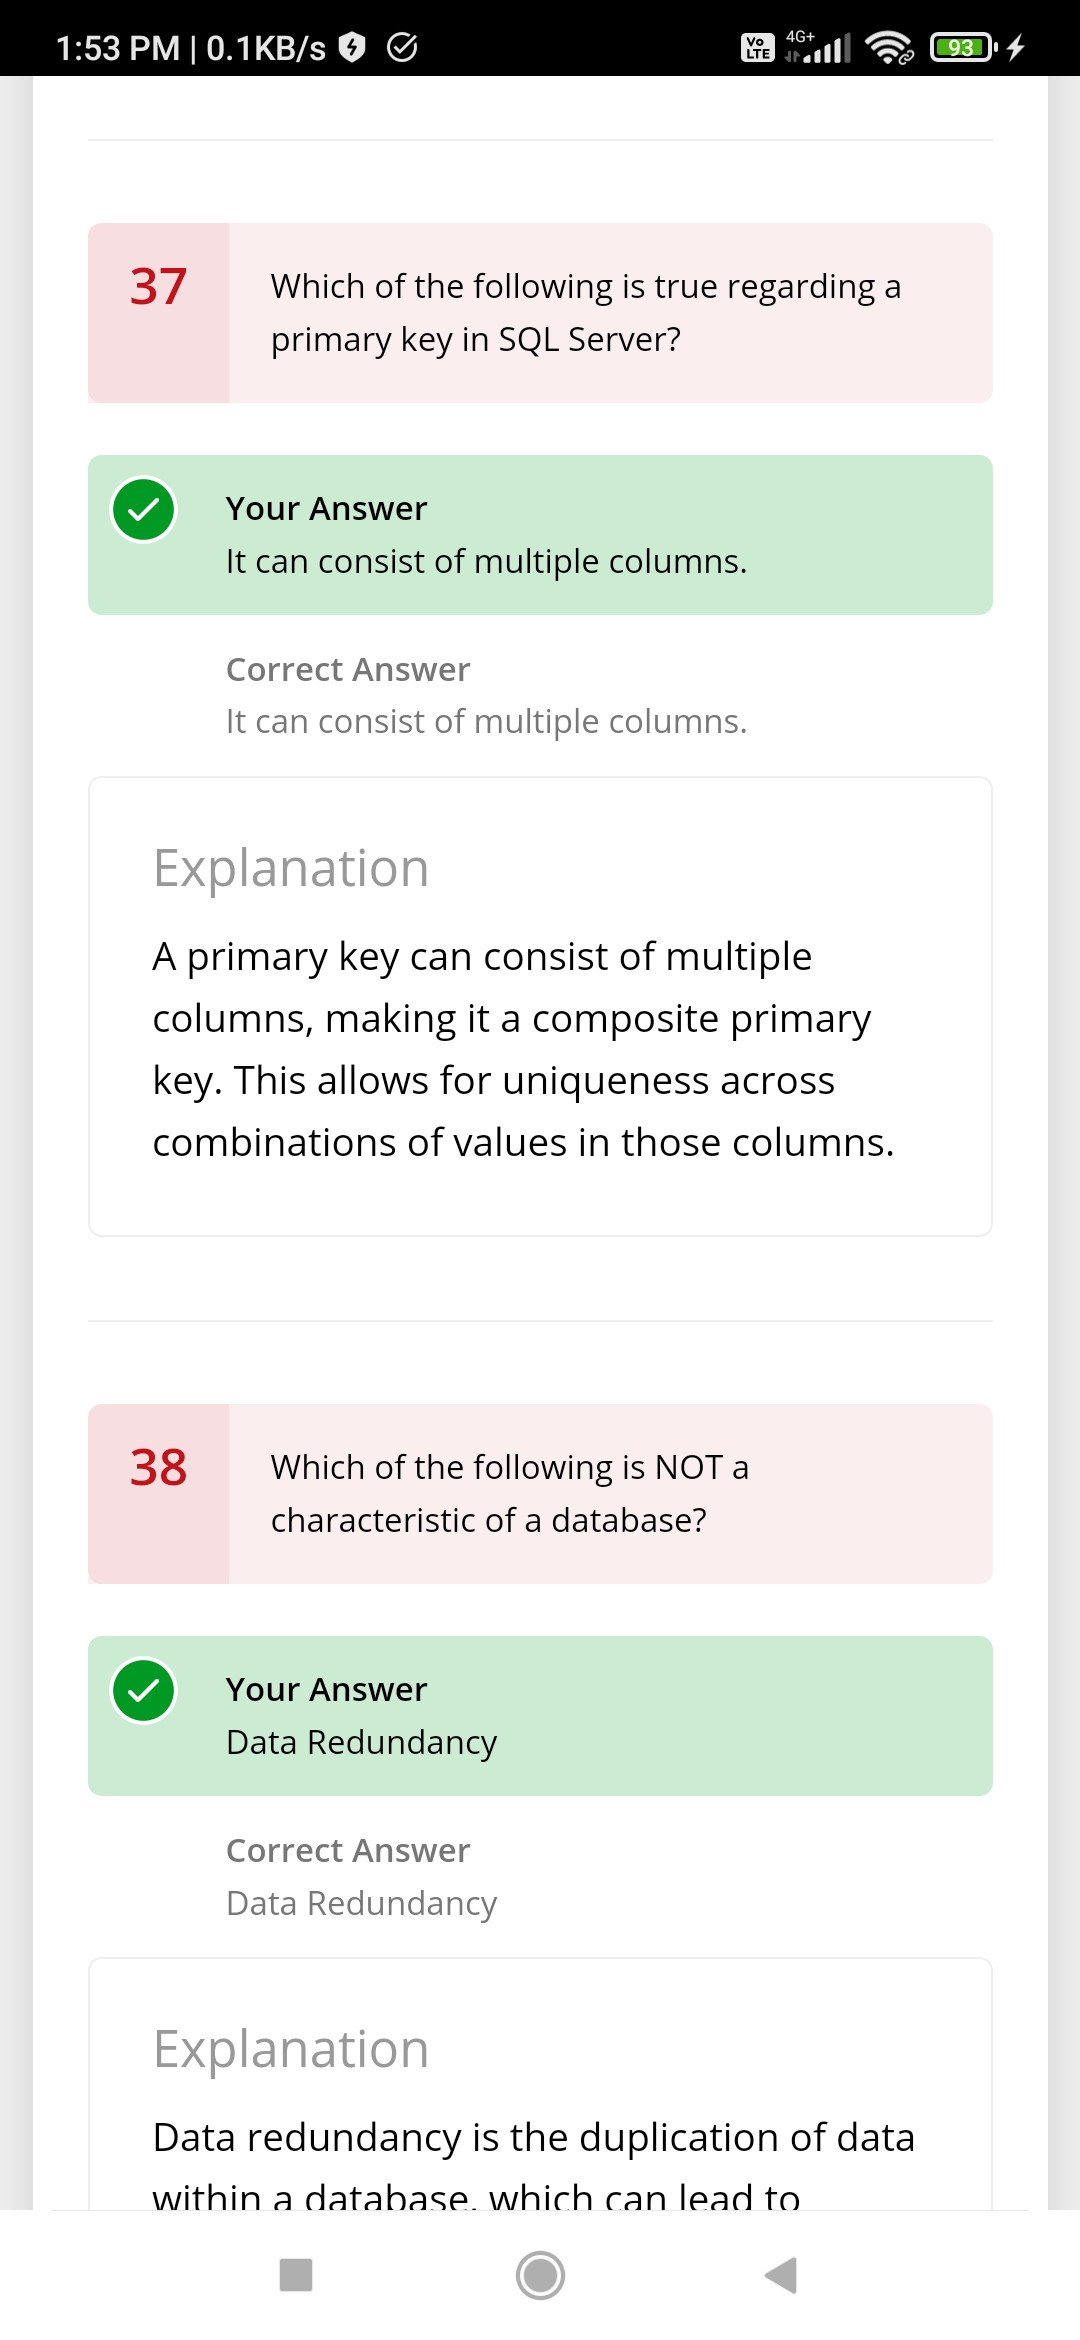 1:53 PM | 0.1KB/s Vo LTE 4G+ 93
37
Which of the following is true regarding a
primary key in SQL Server?
Your Answer
It can consist of multiple columns.
Correct Answer
It can consist of multiple columns.
Explanation
A primary key can consist of multiple
columns, making it a composite primary
key. This allows for uniqueness across
combinations of values in those columns.
38
Which of the following is NOT a
characteristic of a database?
Your Answer
Data Redundancy
Correct Answer
Data Redundancy
Explanation
Data redundancy is the duplication of data
within a database, which can lead to